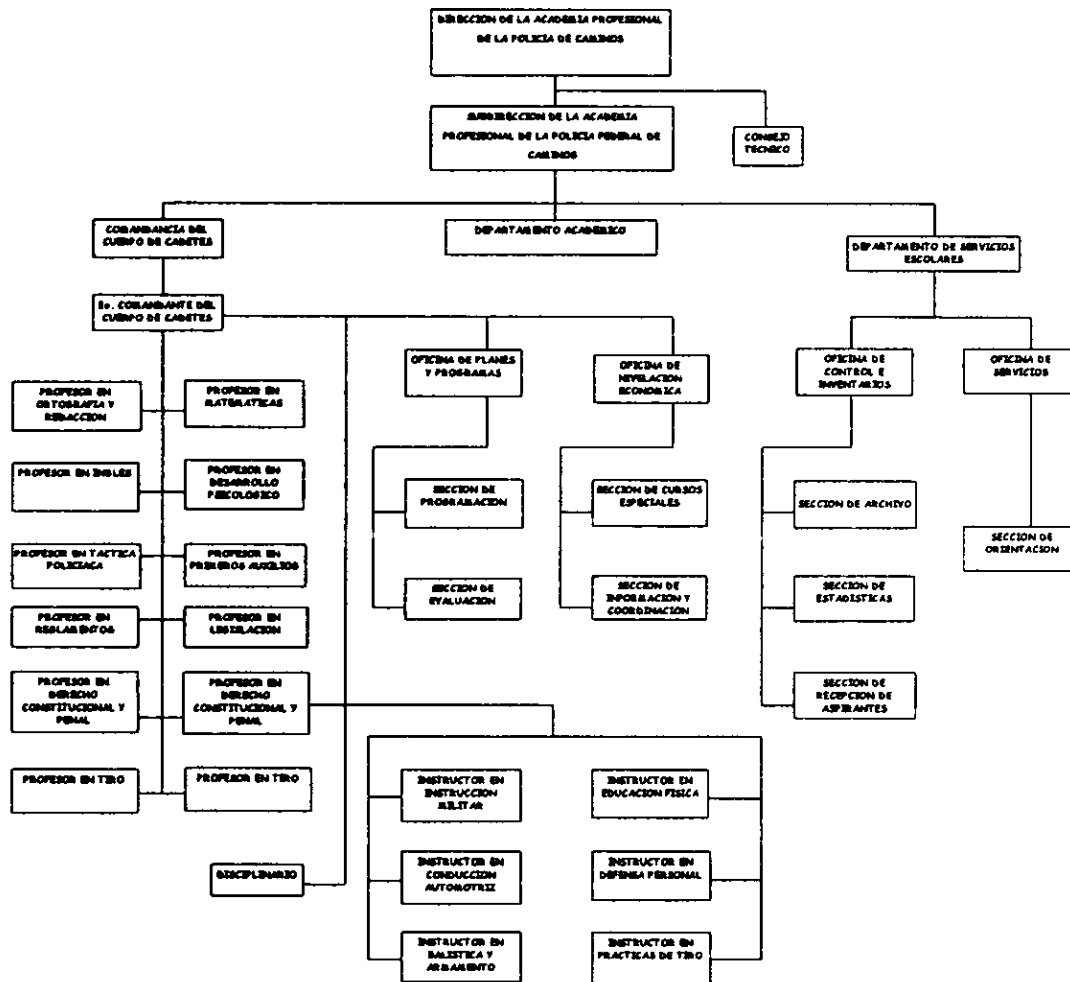 DIRECCIÓN DE LA ACADEMIA PROFESIONAL
DE LA POLICIA DE CAMINOS
SUBDIRECCION DE LA ACADEMIA
PROFESIONAL DE LA POLICIA FEDERAL DE
CAMINOS
CONSEJO
TECNICO
COMANDANCIA DEL
CUERPO DE CADETES
DEPARTAMENTO ACADÉMICO
DEPARTAMENTO DE SERVICIOS
ESCOLARES
COMANDANTE DEL
CUERPO DE CADETES
OFICINA DE PLANES
Y PROGRAMAS
OFICINA DE
NIVELACION
ECONOMICA
OFICINA DE
CONTROL E
INVENTARIOS
OFICINA DE
SERVICIOS
PROFESOR EN
ORTOGRAFIA Y
REDACCION
PROFESOR EN
MATEMATICAS
PROFESOR EN INGLÉS
PROFESOR EN
DESARROLLO
PSICOLOGICO
SECCION DE
PROGRAMACION
SECCION DE CURSOS
ESPECIALES
SECCION DE ARCHIVO
SECCION DE
ORIENTACION
PROFESOR EN TACTICA
POLICIACA
PROFESOR EN
PRIMEROS AUXILIOS
SECCION DE
EVALUACION
SECCION DE
INFORMACION Y
COORDINACION
SECCION DE
ESTADISTICAS
PROFESOR EN
REGLAMENTOS
PROFESOR EN
LEGISLACION
PROFESOR EN
DERECHO
CONSTITUCIONAL Y
PENAL
PROFESOR EN
DERECHO
CONSTITUCIONAL Y
PENAL
SECCION DE
RECEPCION DE
ASPIRANTES
PROFESOR EN TIRO
PROFESOR EN TIRO
INSTRUCTOR EN
INSTRUCCION
MILITAR
INSTRUCTOR EN
EDUCACION FISICA
DISCIPLINARIO
INSTRUCTOR EN
CONDUCCION
AUTOMOTRIZ
INSTRUCTOR EN
DEFENSA PERSONAL
INSTRUCTOR EN
BALISTICA Y
ARMAMENTO
INSTRUCTOR EN
PRACTICAS DE TIRO